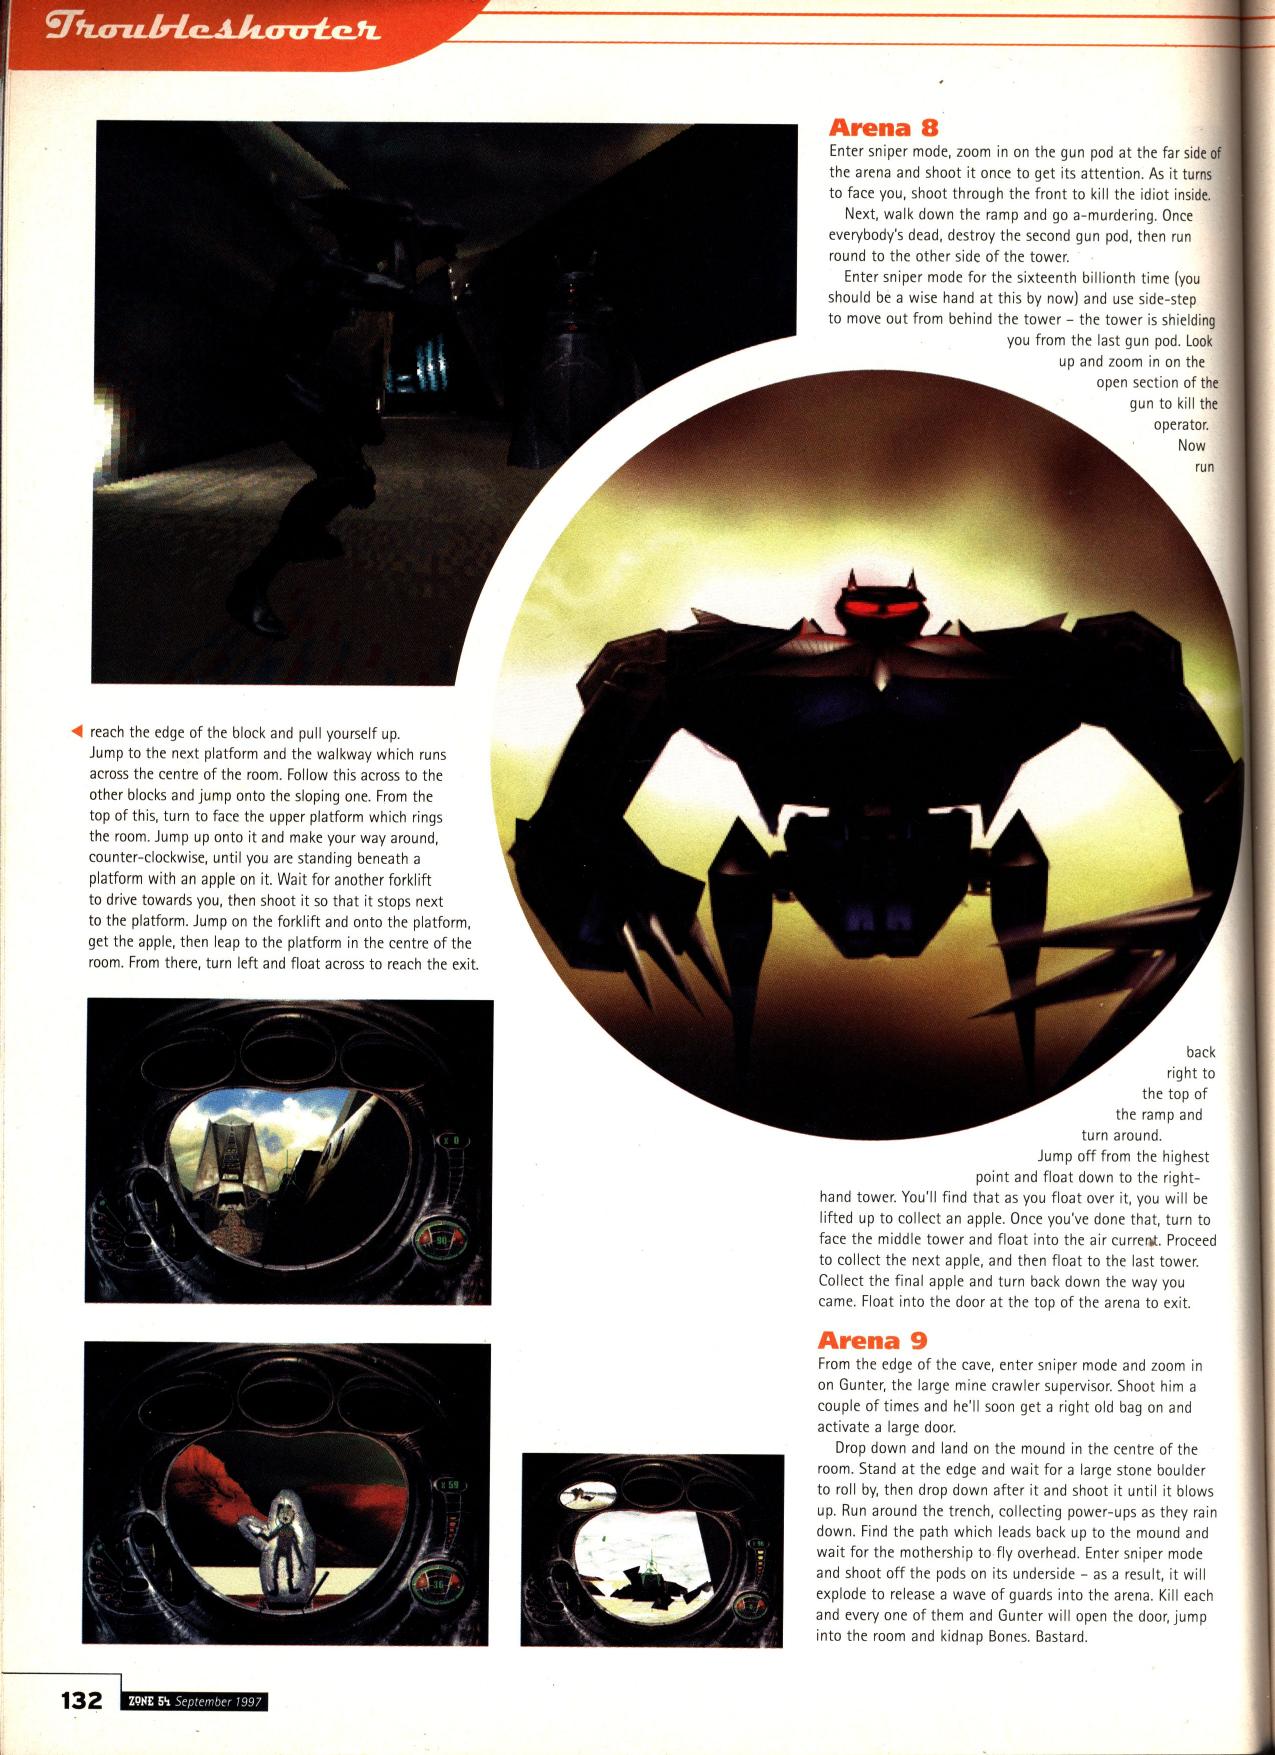 Troubleshooter
reach the edge of the block and pull yourself up.
Jump to the next platform and the walkway which runs
across the centre of the room. Follow this across to the
other blocks and jump onto the sloping one. From the
top of this, turn to face the upper platform which rings
the room. Jump up onto it and make your way around,
counter-clockwise, until you are standing beneath a
platform with an apple on it. Wait for another forklift
to drive towards you, then shoot it so that it stops next
to the platform. Jump on the forklift and onto the platform,
get the apple, then leap to the platform in the centre of the
room. From there, turn left and float across to reach the exit.
x 0
90
x 59
36
Arena 8
Enter sniper mode, zoom in on the gun pod at the far side of
the arena and shoot it once to get its attention. As it turns
to face you, shoot through the front to kill the idiot inside.
Next, walk down the ramp and go a-murdering. Once
everybody's dead, destroy the second gun pod, then run
round to the other side of the tower.
Enter sniper mode for the sixteenth billionth time (you
should be a wise hand at this by now) and use side-step
to move out from behind the tower – the tower is shielding
you from the last gun pod. Look
up and zoom in on the
open section of the
gun to kill the
operator.
Now
run
back
right to
the top of
the ramp and
turn around.
Jump off from the highest
point and float down to the right-
hand tower. You'll find that as you float over it, you will be
lifted up to collect an apple. Once you've done that, turn to
face the middle tower and float into the air current. Proceed
to collect the next apple, and then float to the last tower.
Collect the final apple and turn back down the way you
came. Float into the door at the top of the arena to exit.
Arena 9
From the edge of the cave, enter sniper mode and zoom in
on Gunter, the large mine crawler supervisor. Shoot him a
couple of times and he'll soon get a right old bag on and
activate a large door.
Drop down and land on the mound in the centre of the
room. Stand at the edge and wait for a large stone boulder
to roll by, then drop down after it and shoot it until it blows
up. Run around the trench, collecting power-ups as they rain
down. Find the path which leads back up to the mound and
wait for the mothership to fly overhead. Enter sniper mode
and shoot off the pods on its underside – as a result, it will
explode to release a wave of guards into the arena. Kill each
and every one of them and Gunter will open the door, jump
into the room and kidnap Bones. Bastard.
132 ZONE 64 September 1997